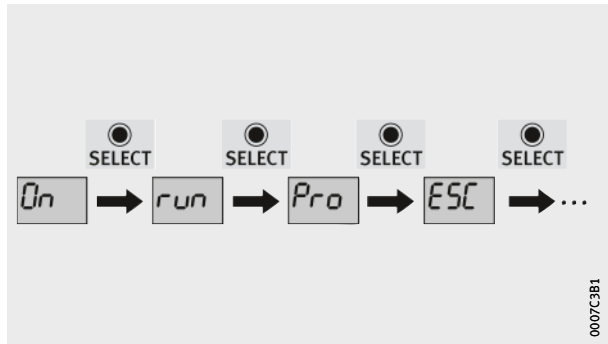 SELECT SELECT SELECT SELECT
On run Pro ESC ...
0007C3B1